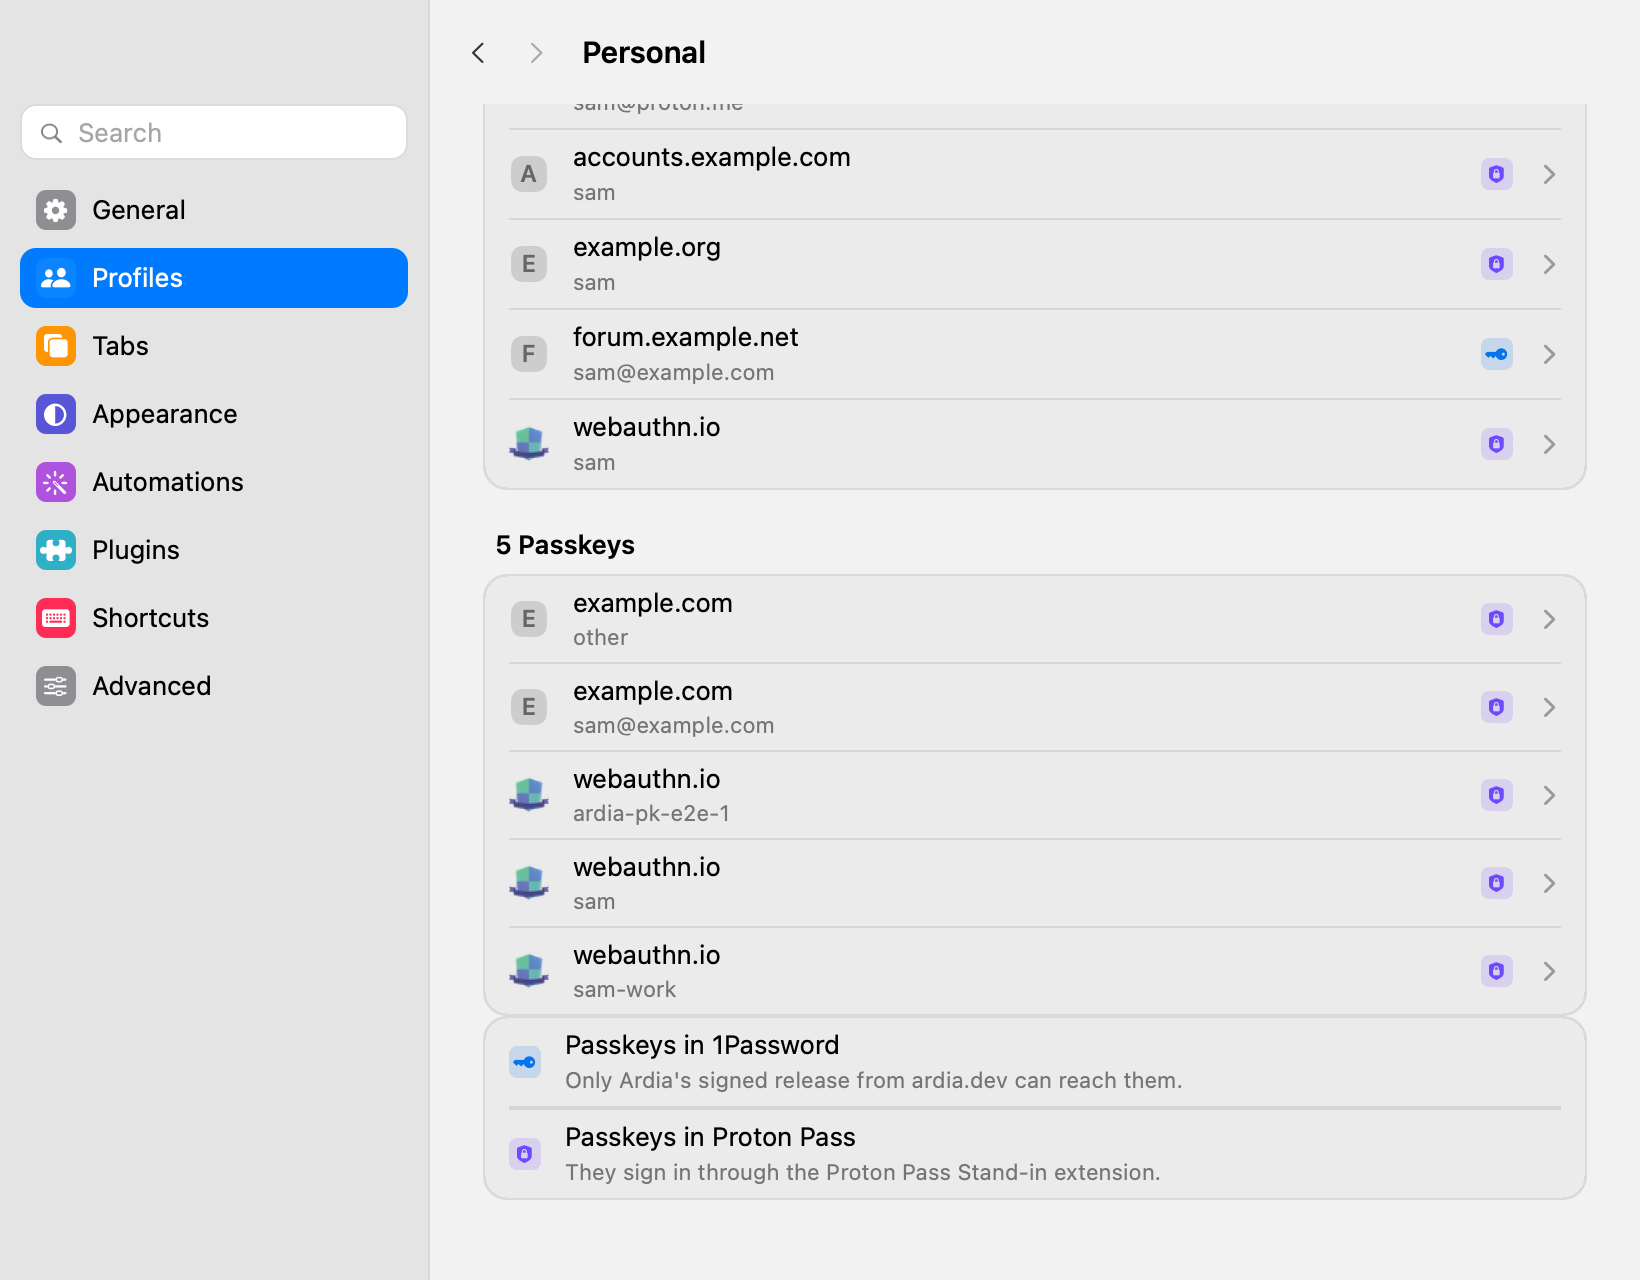 Personal
Search
General
Profiles
Tabs
Appearance
Automations
Plugins
Shortcuts
Advanced
sam@proton.me
A
accounts.example.com
sam
E
example.org
sam
F
forum.example.net
sam@example.com
webauthn.io
sam
5 Passkeys
E
example.com
other
E
example.com
sam@example.com
webauthn.io
ardia-pk-e2e-1
webauthn.io
sam
webauthn.io
sam-work
Passkeys in 1Password
Only Ardia's signed release from ardia.dev can reach them.
Passkeys in Proton Pass
They sign in through the Proton Pass Stand-in extension.